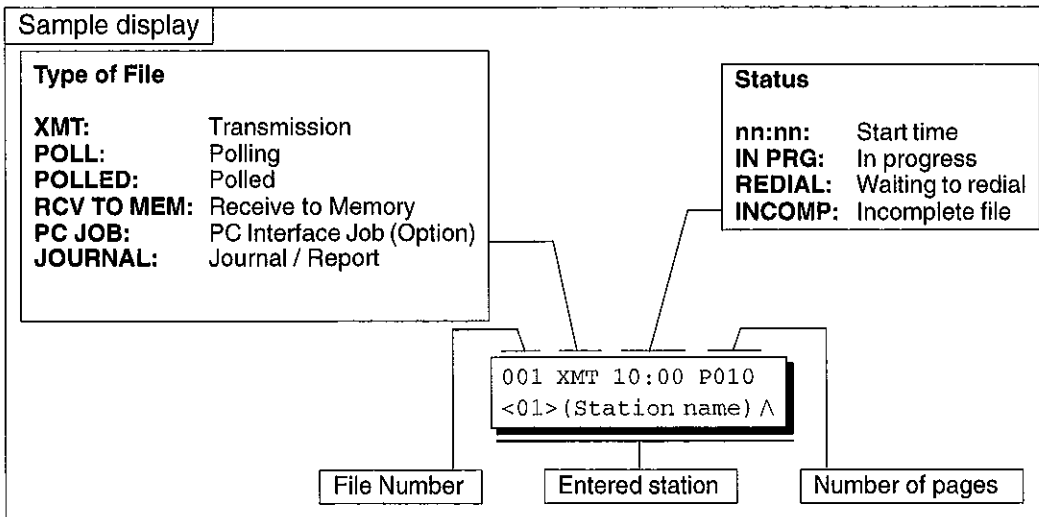 Sample display
Type of File
XMT: Transmission
POLL: Polling
POLLED: Polled
RCV TO MEM: Receive to Memory
PC JOB: PC Interface Job (Option)
JOURNAL: Journal / Report
Status
nn:nn: Start time
IN PRG: In progress
REDIAL: Waiting to redial
INCOMP: Incomplete file
001 XMT 10:00 P010
<01>(Station name) Λ
File Number
Entered station
Number of pages